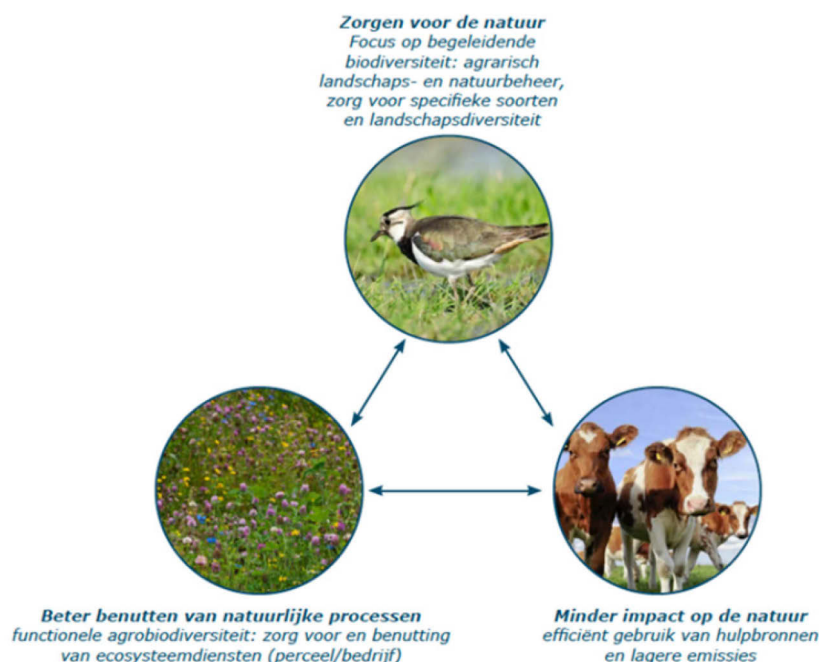 Zorgen voor de natuur
Focus op begeleidende
biodiversiteit: agrarisch
landschaps- en natuurbeheer,
zorg voor specifieke soorten
en landschapsdiversiteit
Beter benutten van natuurlijke processen
functionele agrobiodiversiteit: zorg voor en benutting
van ecosysteemdiensten (perceel/bedrijf)
Minder impact op de natuur
efficiënt gebruik van hulpbronnen
en lagere emissies